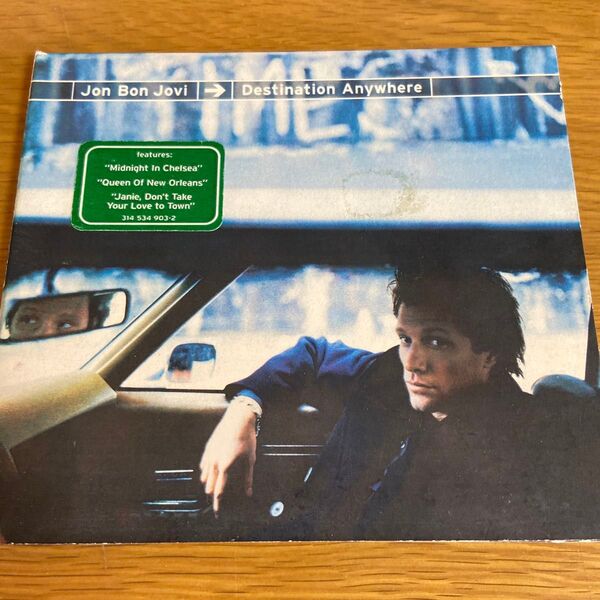 Jon Bon Jovi → Destination Anywhere
features:
"Midnight In Chelsea"
"Queen Of New Orleans"
"Janie, Don't Take
Your Love to Town"
314 534 903-2